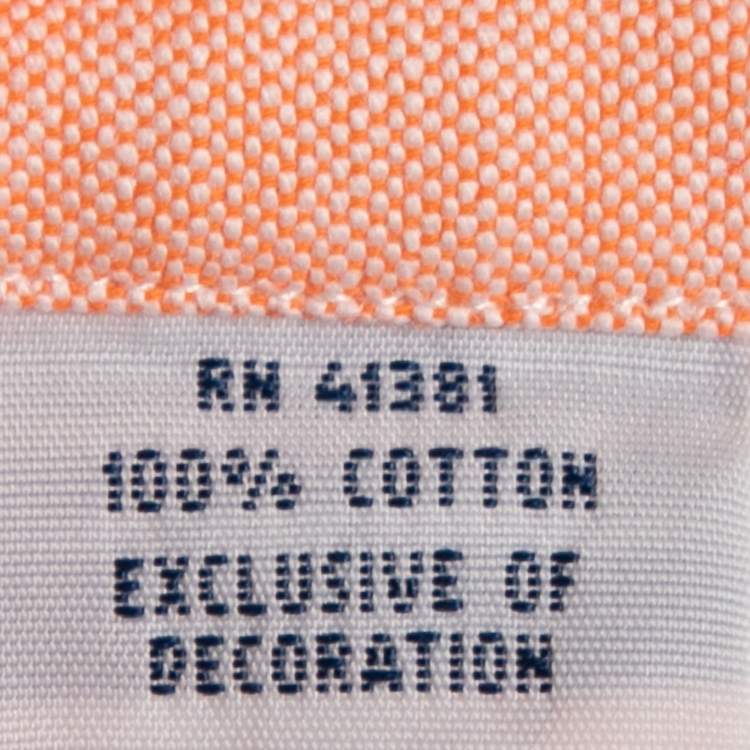 RN 41381
100% COTTON
EXCLUSIVE OF
DECORATION